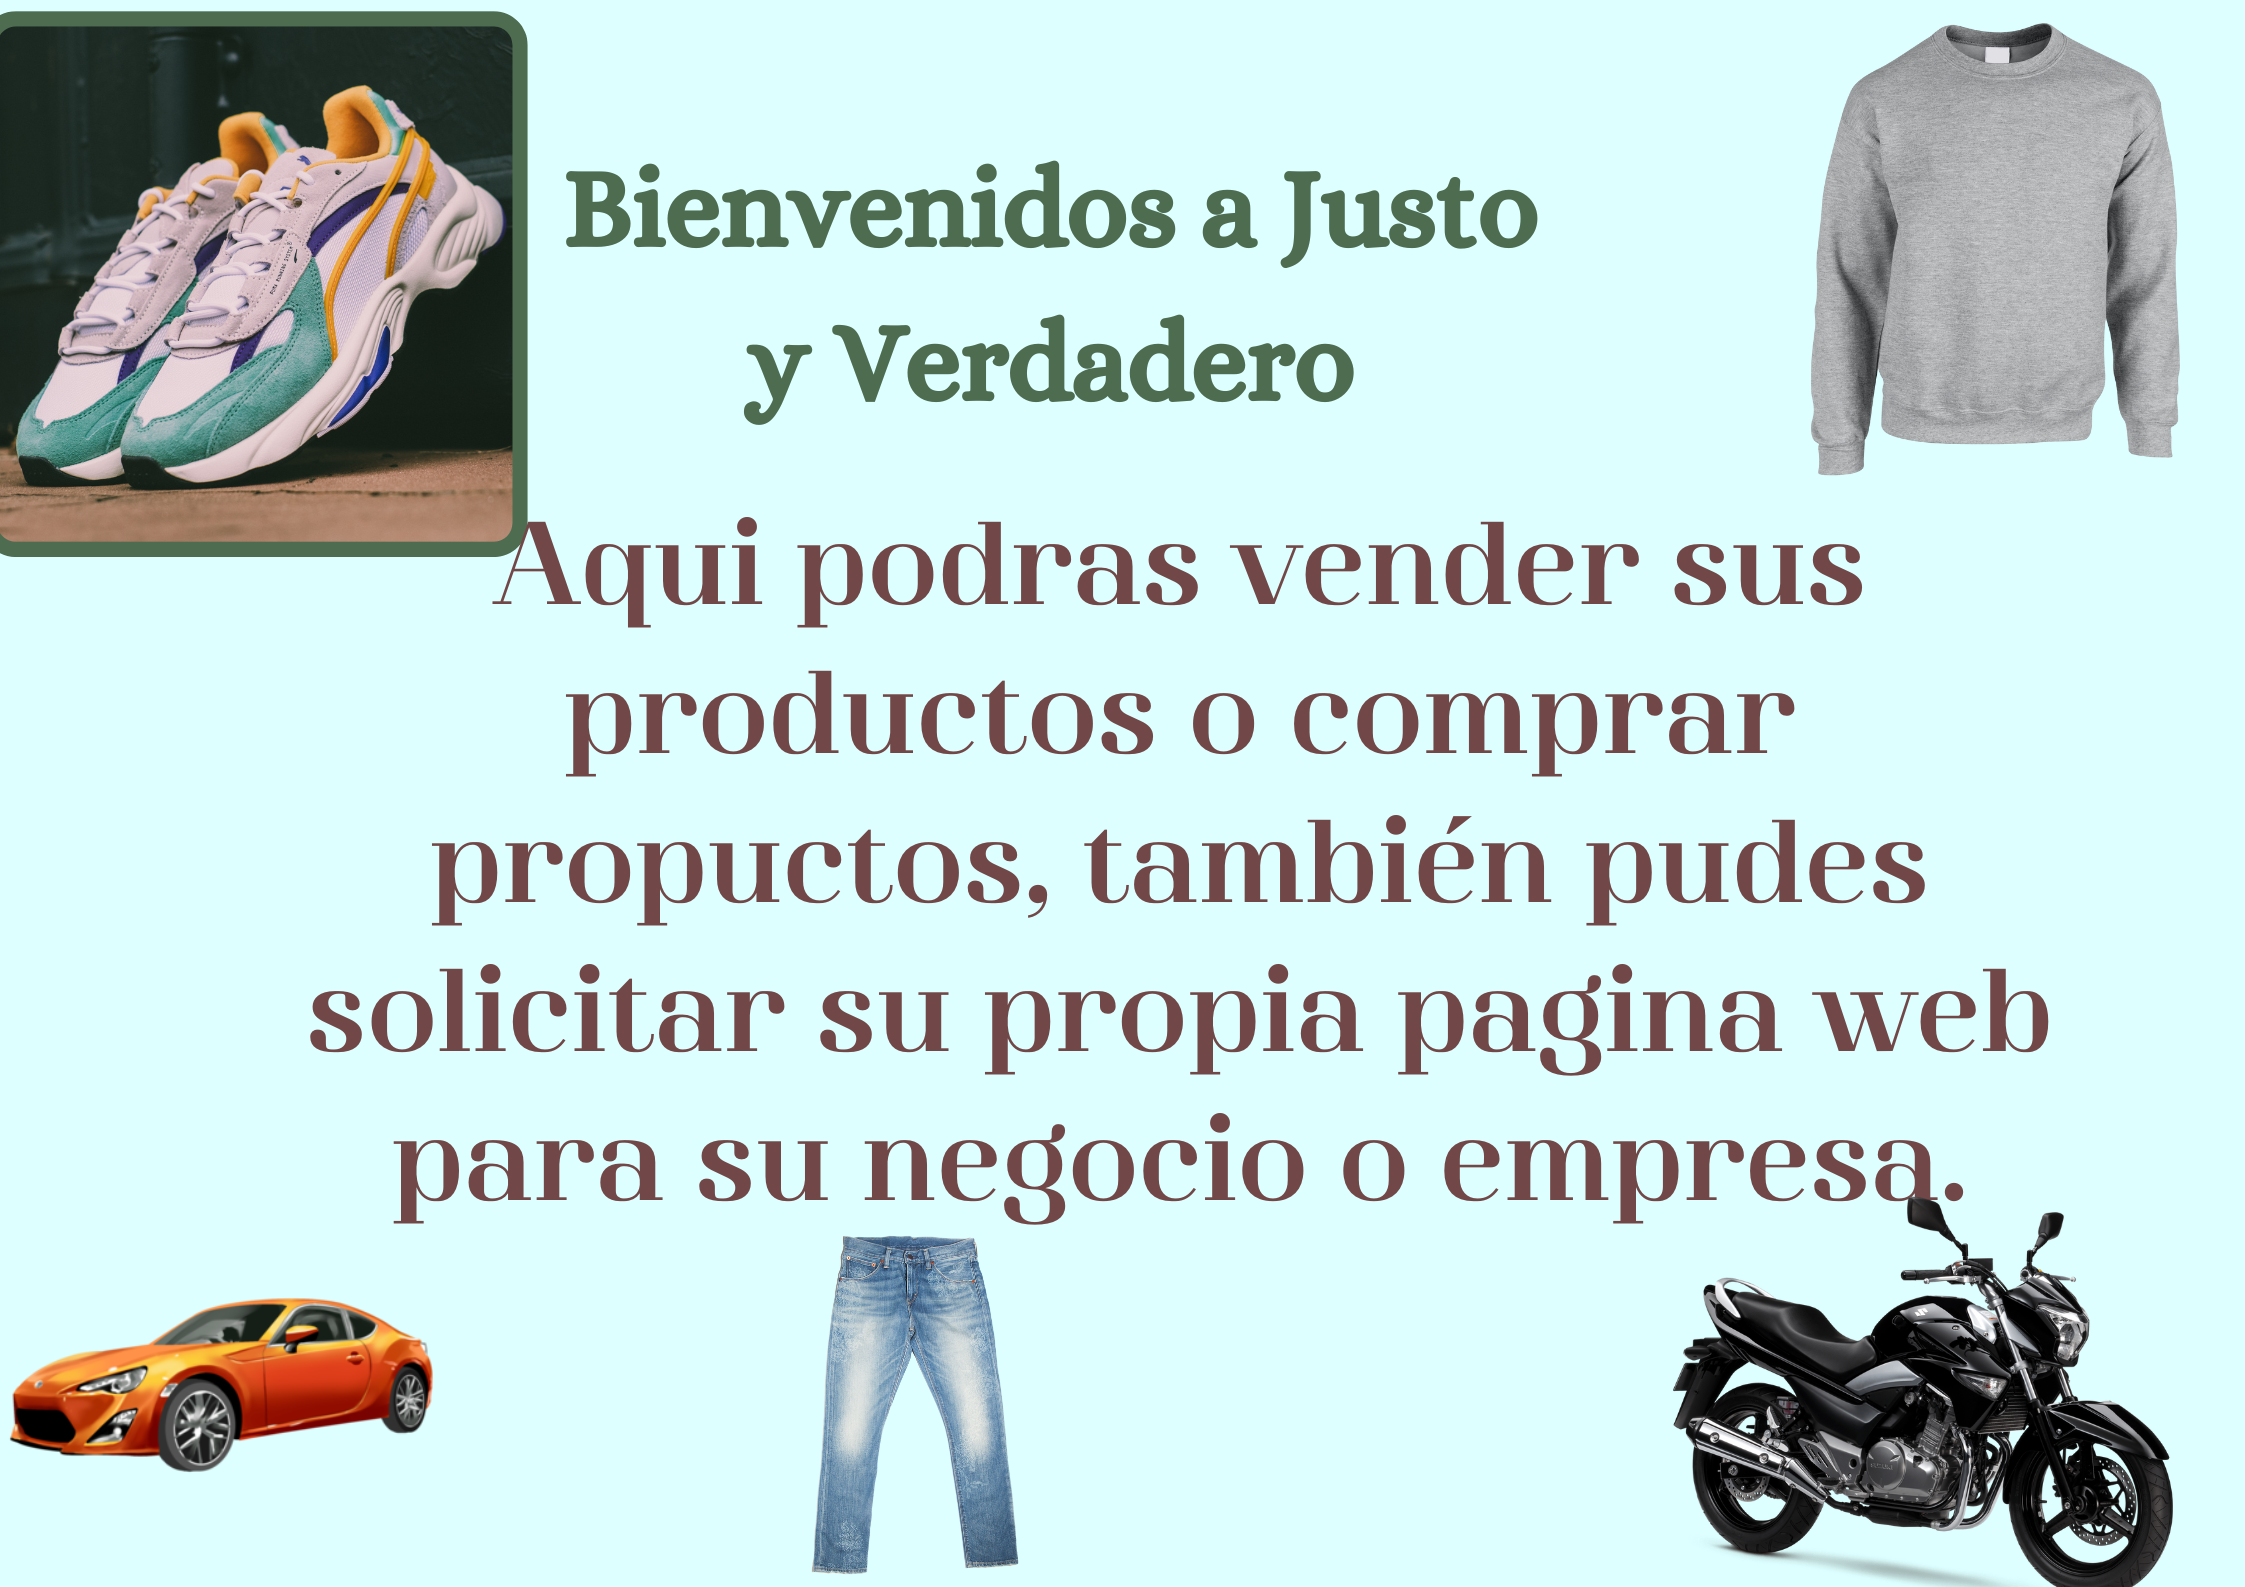 Bienvenidos a Justo
y Verdadero
Aqui podras vender sus
productos o comprar
propuctos, también pudes
solicitar su propia pagina web
para su negocio o empresa.